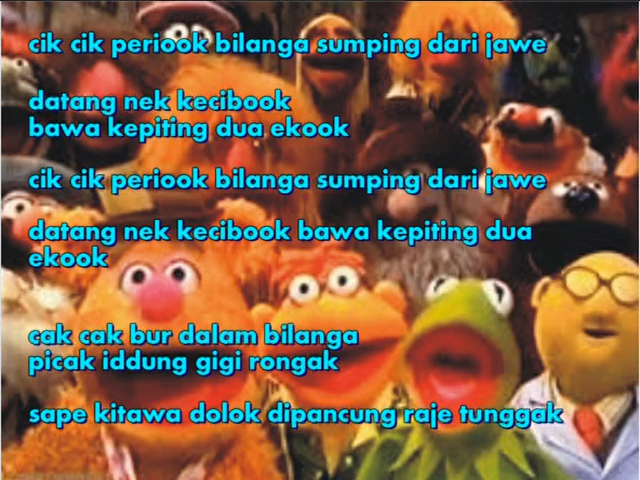 cik cik periook bilanga sumping dari jawe
datang nek kecibook
bawa kepiting dua ekook
cik cik periook bilanga sumping dari jawe
datang nek kecibook bawa kepiting dua
ekook
cak cak bur dalam bilanga
picak iddung gigi rongak
sape kitawa dolok dipancung raje tunggak